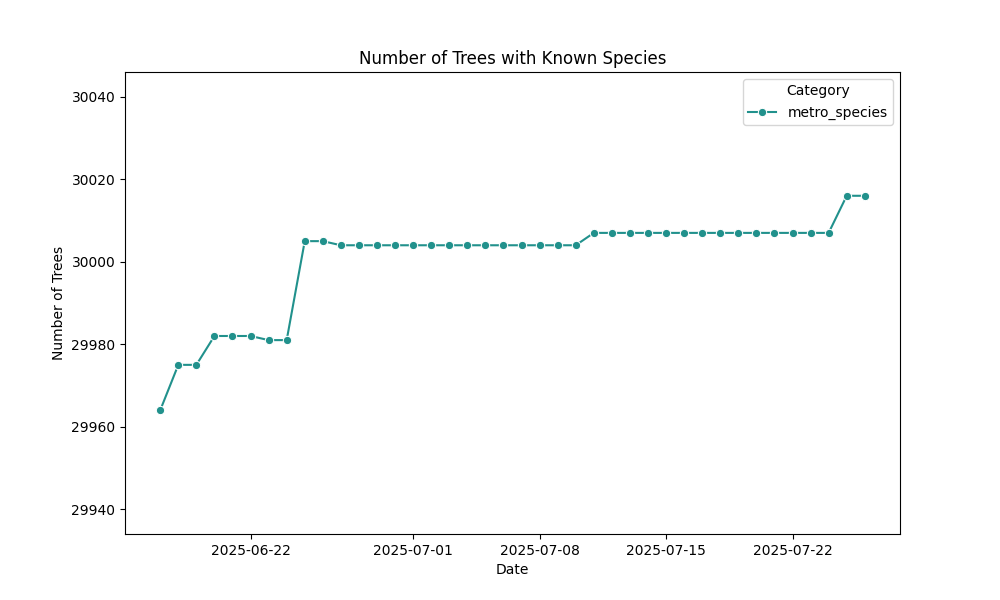 Number of Trees with Known Species
Category
metro_species
30040
30020
30000
29980
29960
29940
Number of Trees
2025-06-22
2025-07-01
2025-07-08
2025-07-15
2025-07-22
Date